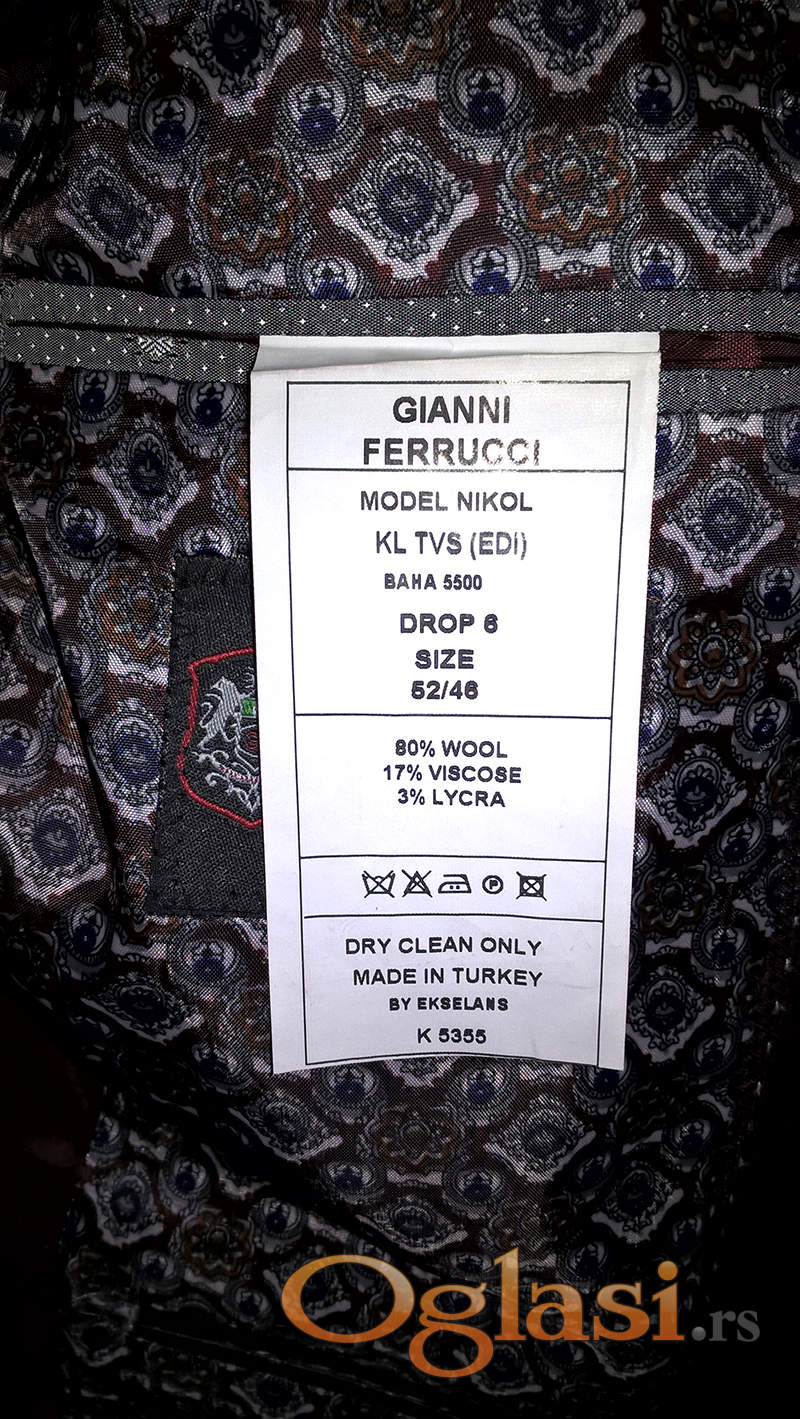 GIANNI
FERRUCCI
MODEL NIKOL
KL TVS (EDI)
BAHA 5500
DROP 6
SIZE
52/46
80% WOOL
17% VISCOSE
3% LYCRA
P
DRY CLEAN ONLY
MADE IN TURKEY
BY EKSELANS
K 5355
Oglasi.rs